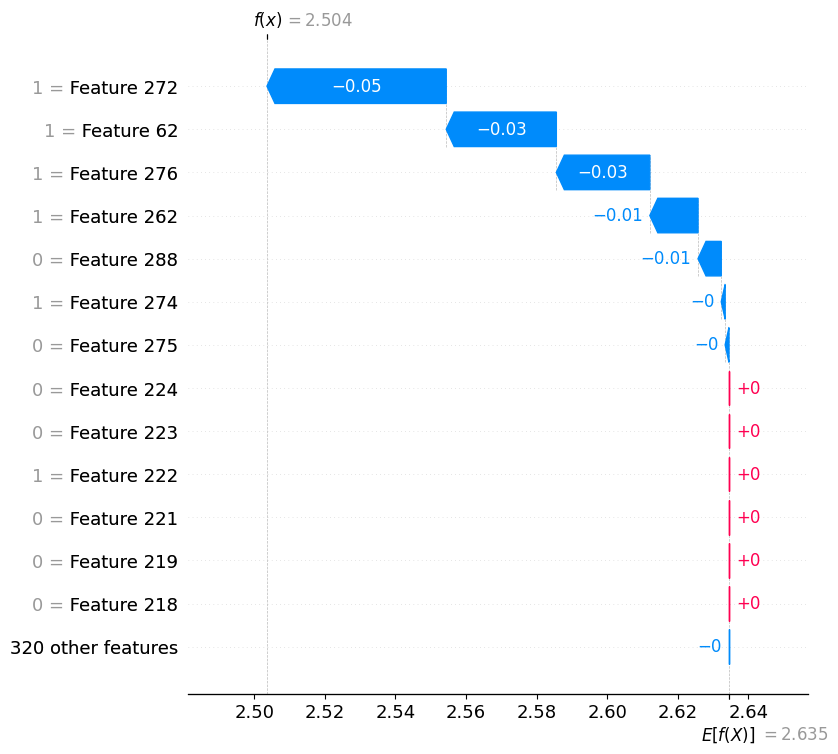 f(x) = 2.504
1 = Feature 272 −0.05
1 = Feature 62 −0.03
1 = Feature 276 −0.03
1 = Feature 262 −0.01
0 = Feature 288 −0.01
1 = Feature 274 −0
0 = Feature 275 −0
0 = Feature 224 +0
0 = Feature 223 +0
1 = Feature 222 +0
0 = Feature 221 +0
0 = Feature 219 +0
0 = Feature 218 +0
320 other features −0
2.50 2.52 2.54 2.56 2.58 2.60 2.62 2.64
E[f(X)] = 2.635